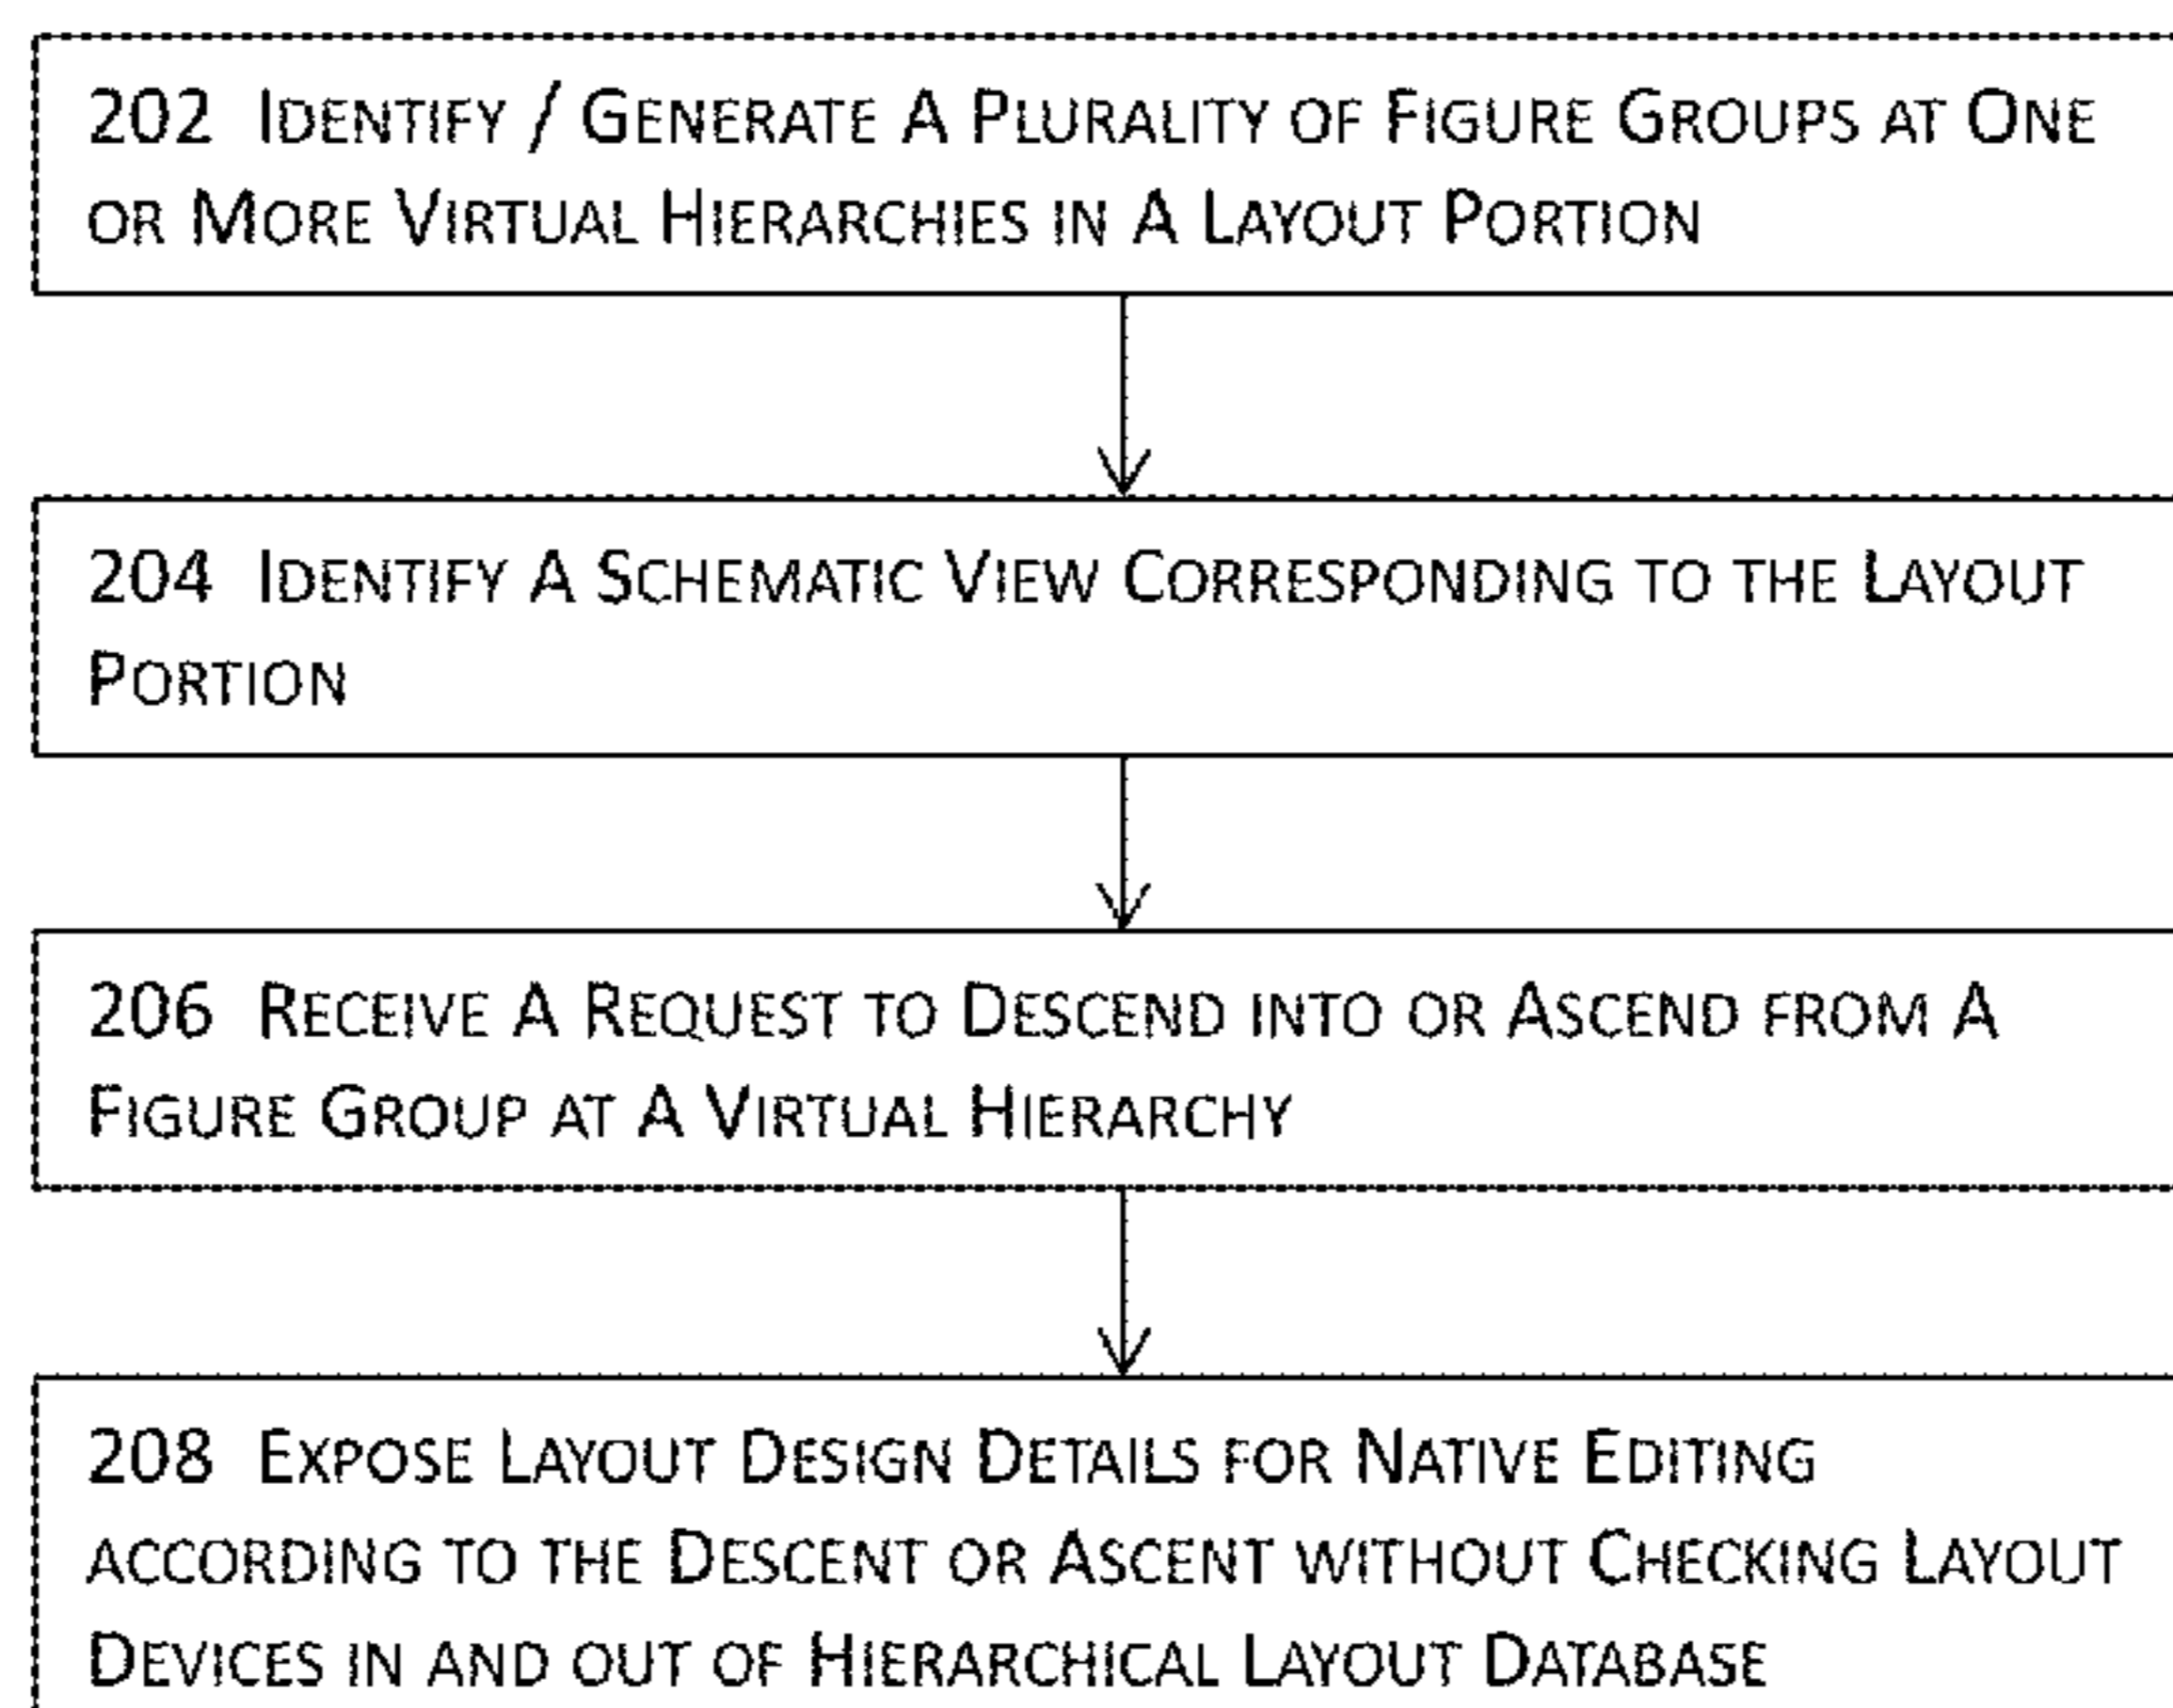 202 Identify / Generate A Plurality of Figure Groups at One
or More Virtual Hierarchies in A Layout Portion
204 Identify A Schematic View Corresponding to the Layout
Portion
206 Receive A Request to Descend into or Ascend from A
Figure Group at A Virtual Hierarchy
208 Expose Layout Design Details for Native Editing
according to the Descent or Ascent without Checking Layout
Devices in and out of Hierarchical Layout Database